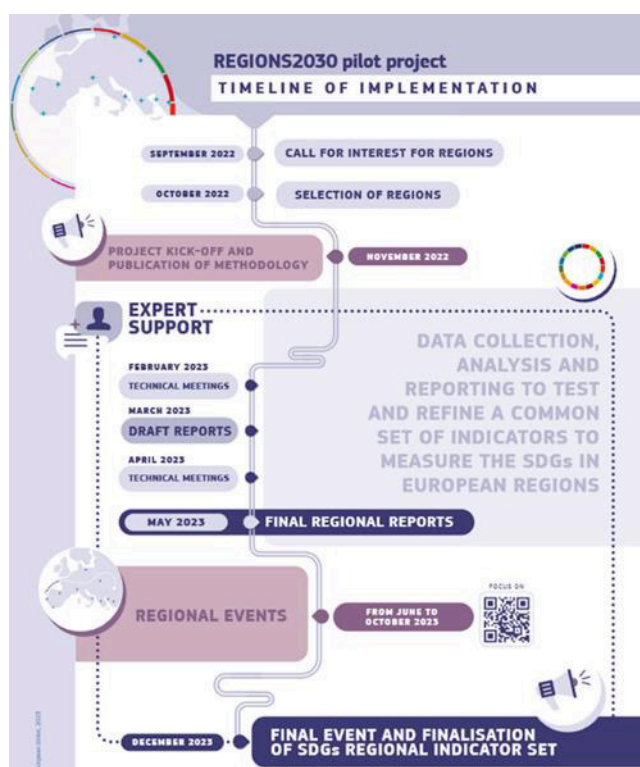 REGIONS2030 pilot project
TIMELINE OF IMPLEMENTATION
SEPTEMBER 2022
CALL FOR INTEREST FOR REGIONS
OCTOBER 2022
SELECTION OF REGIONS
PROJECT KICK-OFF AND
PUBLICATION OF METHODOLOGY
NOVEMBER 2022
EXPERT
SUPPORT
DATA COLLECTION,
ANALYSIS AND
REPORTING TO TEST
AND REFINE A COMMON
SET OF INDICATORS TO
MEASURE THE SDGs IN
EUROPEAN REGIONS
FEBRUARY 2023
TECHNICAL MEETINGS
MARCH 2023
DRAFT REPORTS
APRIL 2023
TECHNICAL MEETINGS
MAY 2023
FINAL REGIONAL REPORTS
REGIONAL EVENTS
FROM JUNE TO
OCTOBER 2023
FOCUS ON
DECEMBER 2023
FINAL EVENT AND FINALISATION
OF SDGs REGIONAL INDICATOR SET
Union, 2023